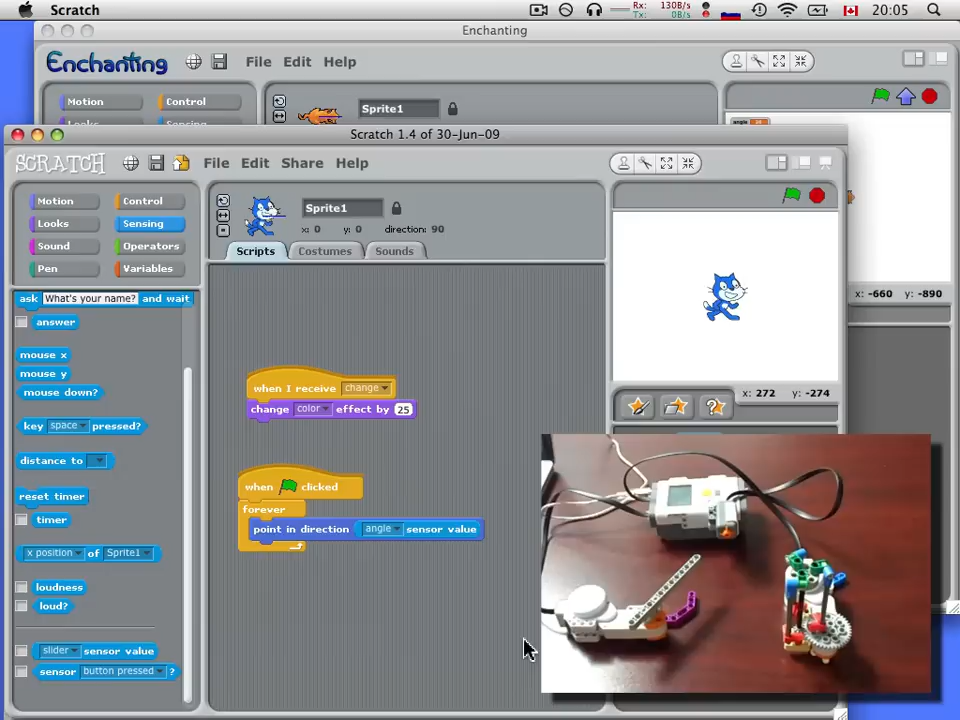 Scratch
Rx: 130B/s
Tx: 0B/s
20:05
Enchanting
Enchanting
File Edit Help
Motion
Control
Sprite1
angle
Scratch 1.4 of 30-Jun-09
SCRATCH
File Edit Share Help
Motion
Control
Looks
Sensing
Sound
Operators
Pen
Variables
Sprite1
x: 0 y: 0 direction: 90
Scripts
Costumes
Sounds
x: -660 y: -890
ask What's your name? and wait
answer
mouse x
mouse y
mouse down?
key space pressed?
distance to
reset timer
timer
x position of Sprite1
loudness
loud?
slider sensor value
sensor button pressed ?
when I receive change
change color effect by 25
when clicked
forever
point in direction angle sensor value
x: 272 y: -274